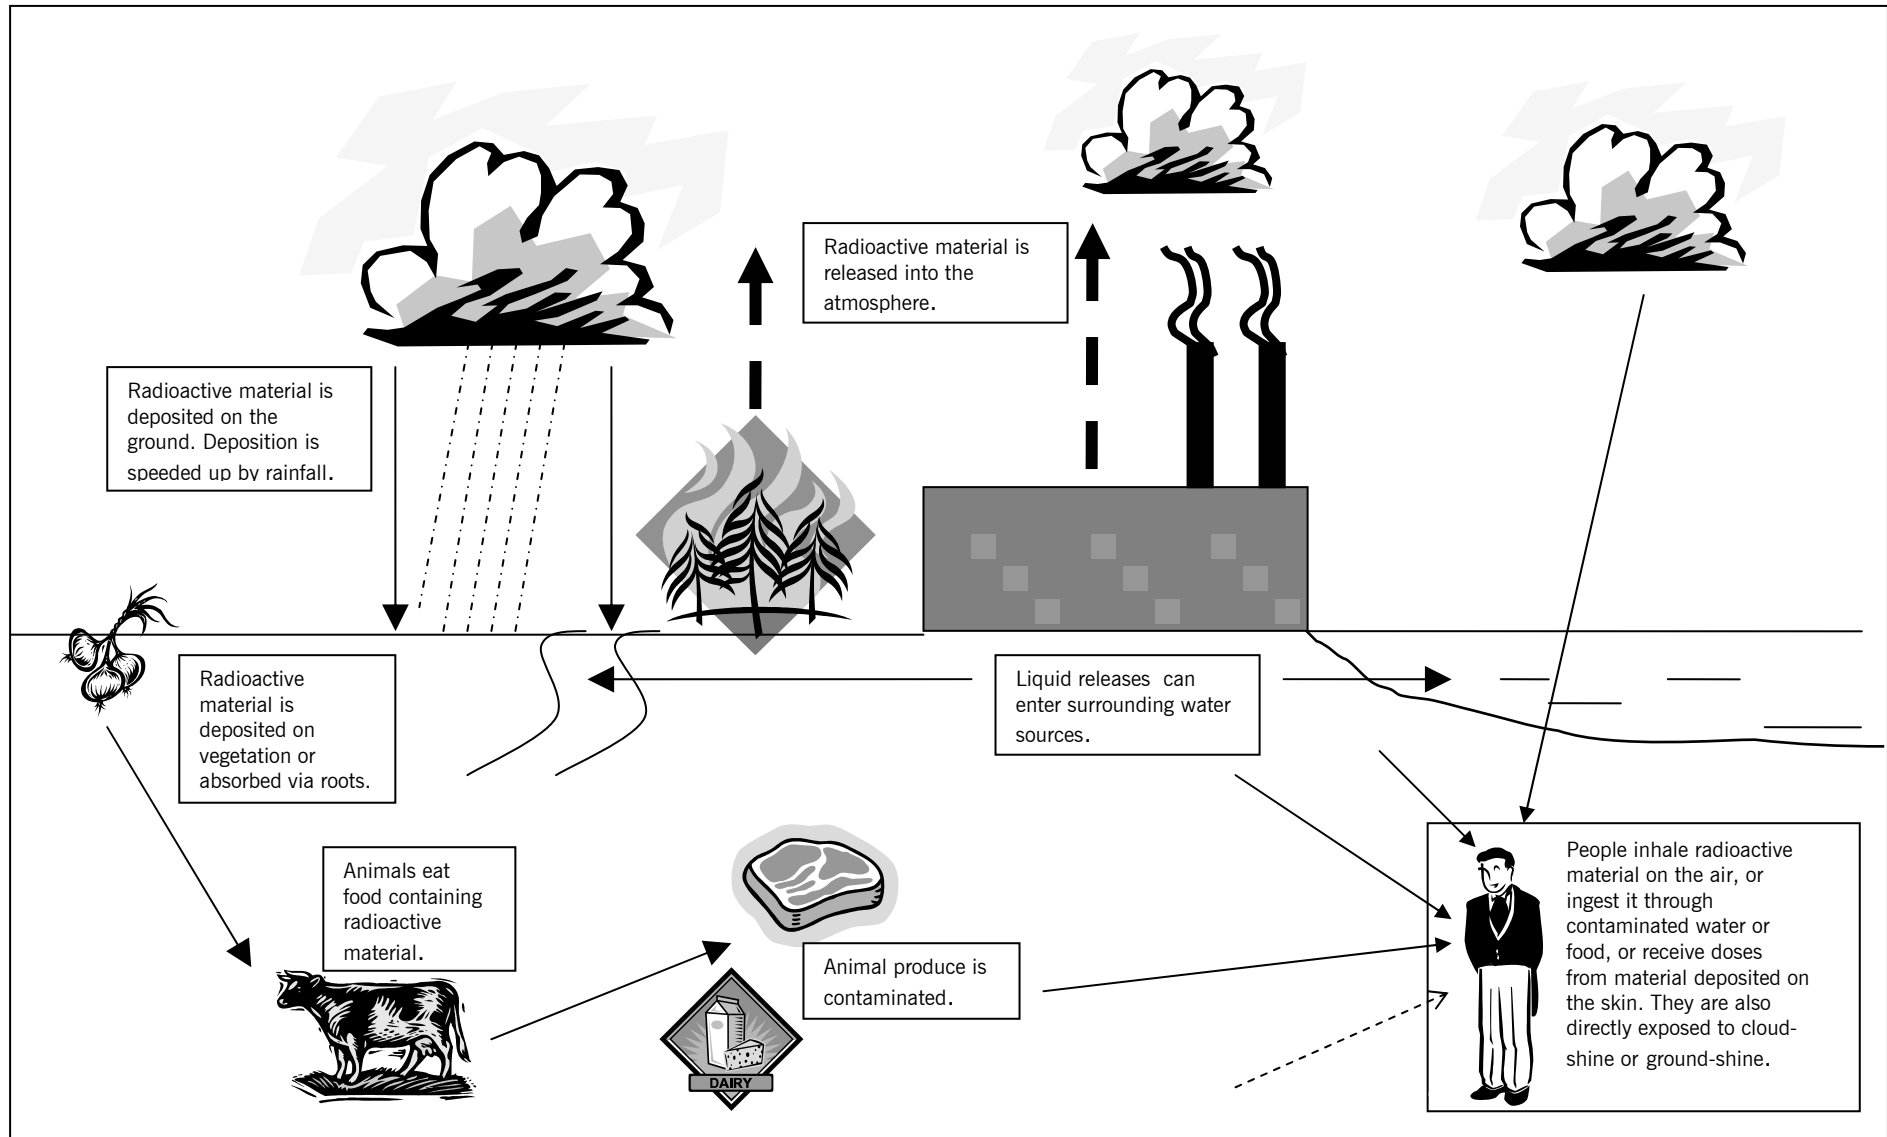 Radioactive material is
released into the
atmosphere.
Radioactive material is
deposited on the
ground. Deposition is
speeded up by rainfall.
Radioactive
material is
deposited on
vegetation or
absorbed via roots.
Liquid releases can
enter surrounding water
sources.
Animals eat
food containing
radioactive
material.
Animal produce is
contaminated.
DAIRY
People inhale radioactive
material on the air, or
ingest it through
contaminated water or
food, or receive doses
from material deposited on
the skin. They are also
directly exposed to cloud-
shine or ground-shine.